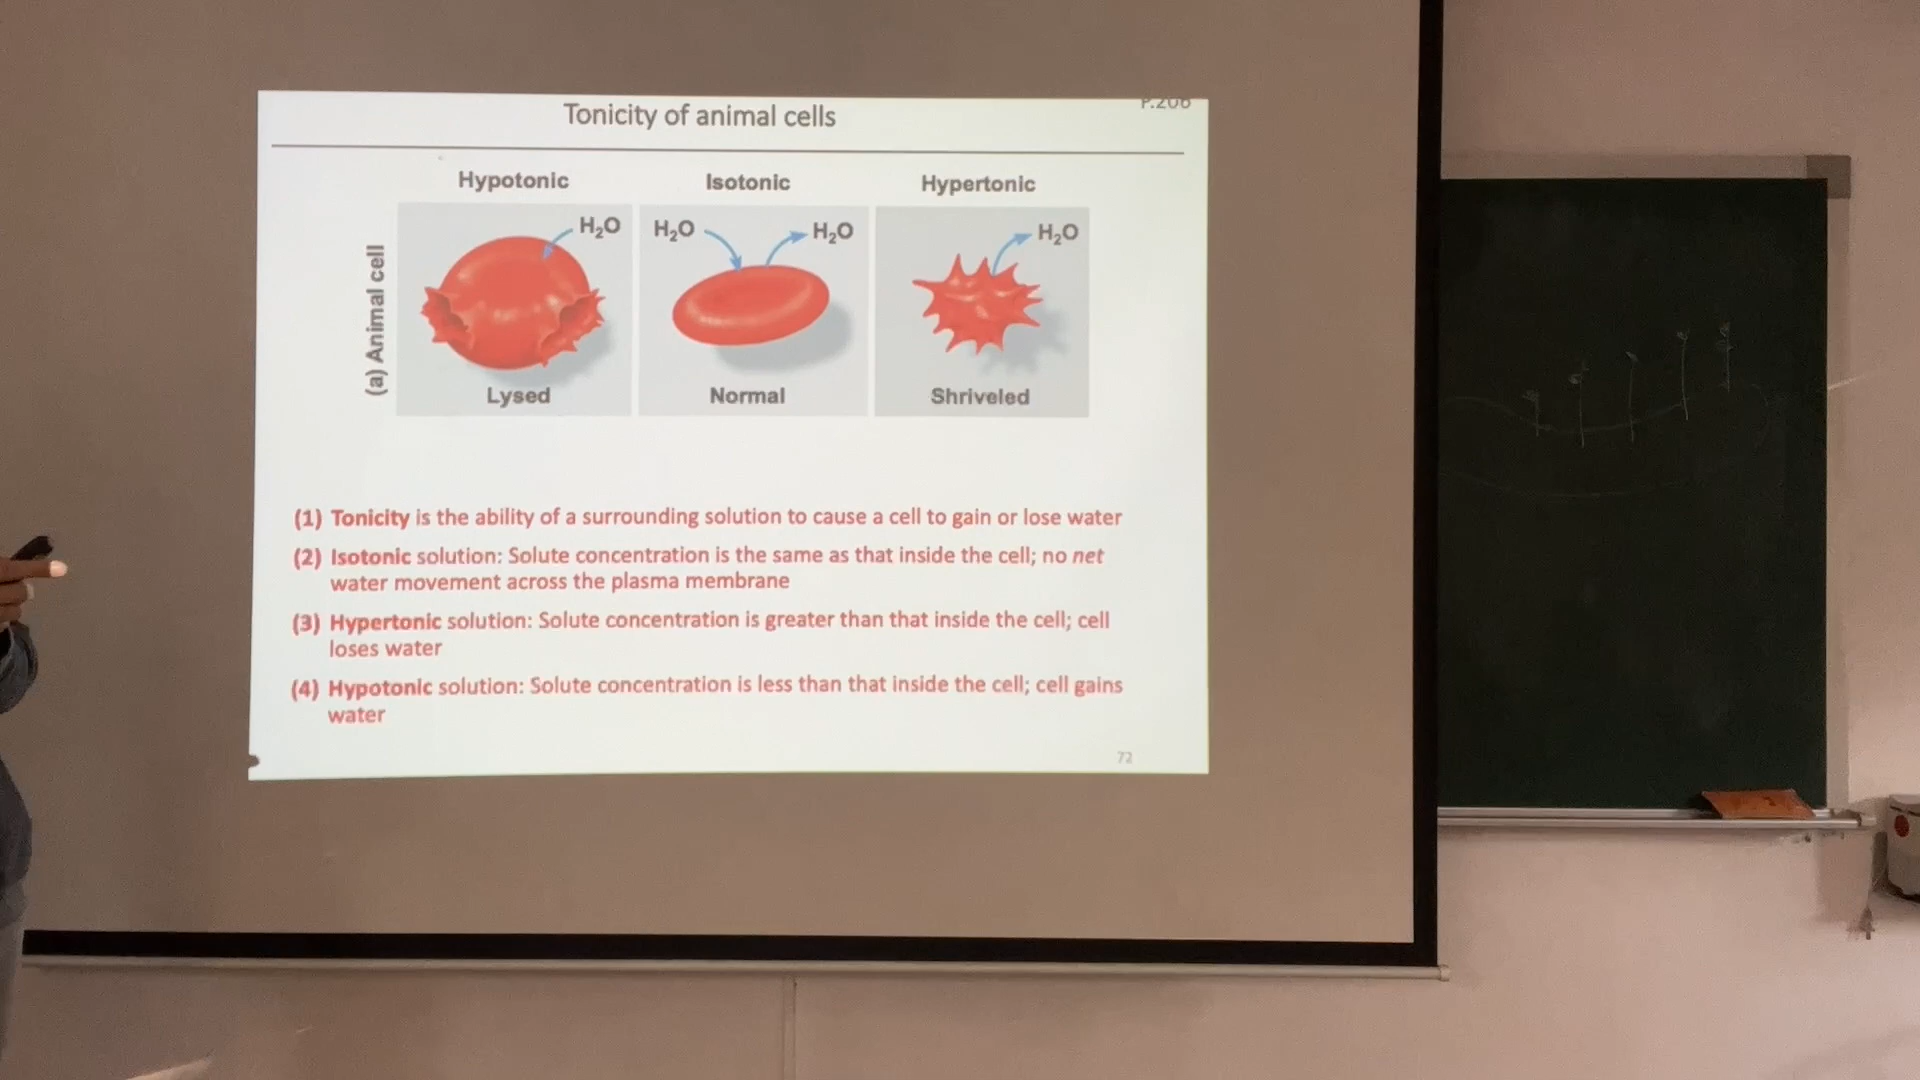 Tonicity of animal cells
P.206
Hypotonic
Isotonic
Hypertonic
(a) Animal cell
H₂O
H₂O
H₂O
H₂O
Lysed
Normal
Shriveled
(1) Tonicity is the ability of a surrounding solution to cause a cell to gain or lose water
(2) Isotonic solution: Solute concentration is the same as that inside the cell; no net
water movement across the plasma membrane
(3) Hypertonic solution: Solute concentration is greater than that inside the cell; cell
loses water
(4) Hypotonic solution: Solute concentration is less than that inside the cell; cell gains
water
72